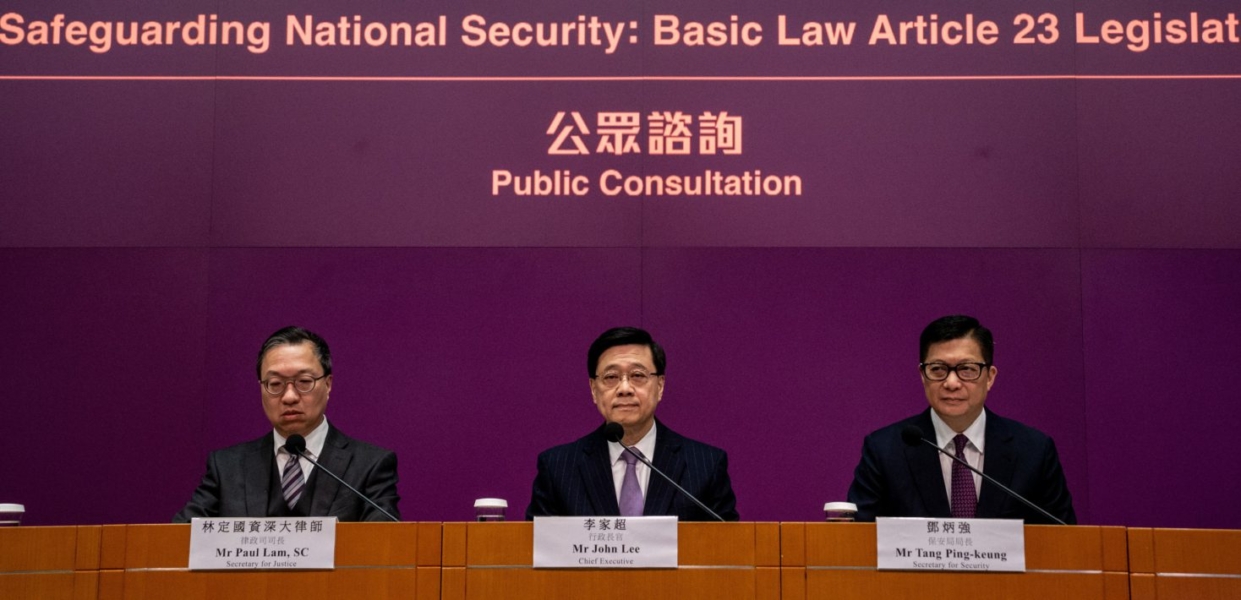 Safeguarding National Security: Basic Law Article 23 Legislat
公眾諮詢
Public Consultation
林定國資深大律師
律政司司長
Mr Paul Lam, SC
Secretary for Justice
李家超
行政長官
Mr John Lee
Chief Executive
鄧炳強
保安局局長
Mr Tang Ping-keung
Secretary for Security